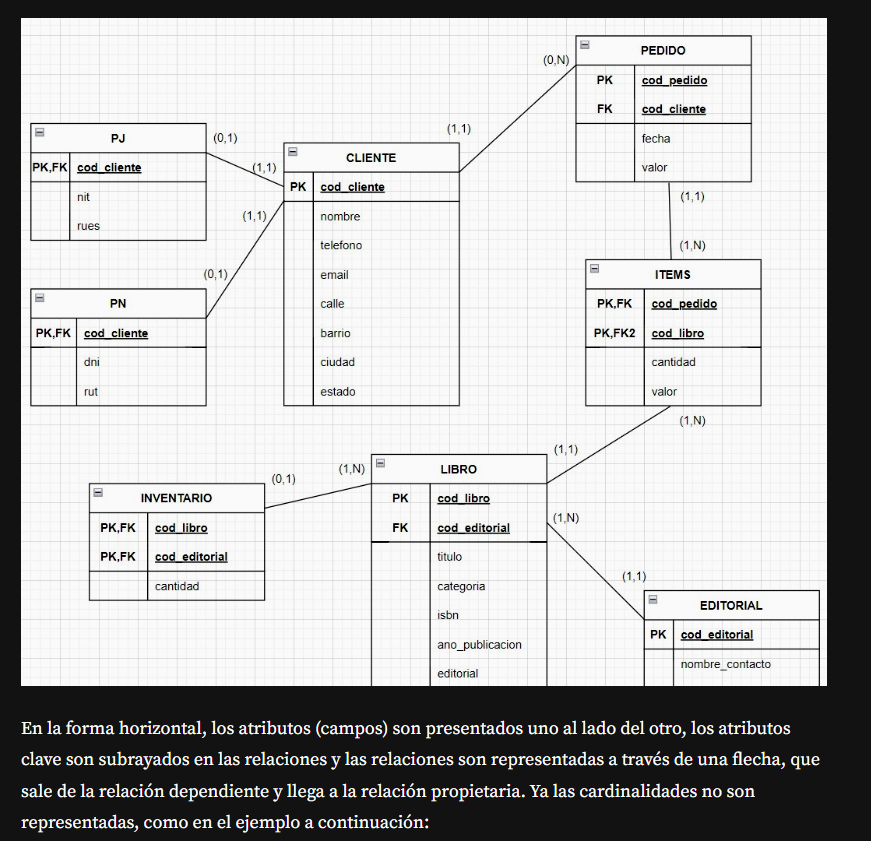 PEDIDO
PK cod_pedido
FK cod_cliente
fecha
valor
(0,N)
(1,1)
PJ
PK,FK cod_cliente
nit
rues
(0,1)
(1,1)
CLIENTE
PK cod_cliente
nombre
telefono
email
calle
barrio
ciudad
estado
(1,1)
(0,1)
PN
PK,FK cod_cliente
dni
rut
(1,1)
(1,N)
ITEMS
PK,FK cod_pedido
PK,FK2 cod_libro
cantidad
valor
(1,N)
(1,1)
LIBRO
PK cod_libro
FK cod_editorial
titulo
categoria
isbn
ano_publicacion
editorial
(1,N)
(0,1)
INVENTARIO
PK,FK cod_libro
PK,FK cod_editorial
cantidad
(1,N)
(1,1)
EDITORIAL
PK cod_editorial
nombre_contacto
En la forma horizontal, los atributos (campos) son presentados uno al lado del otro, los atributos
clave son subrayados en las relaciones y las relaciones son representadas a través de una flecha, que
sale de la relación dependiente y llega a la relación propietaria. Ya las cardinalidades no son
representadas, como en el ejemplo a continuación: